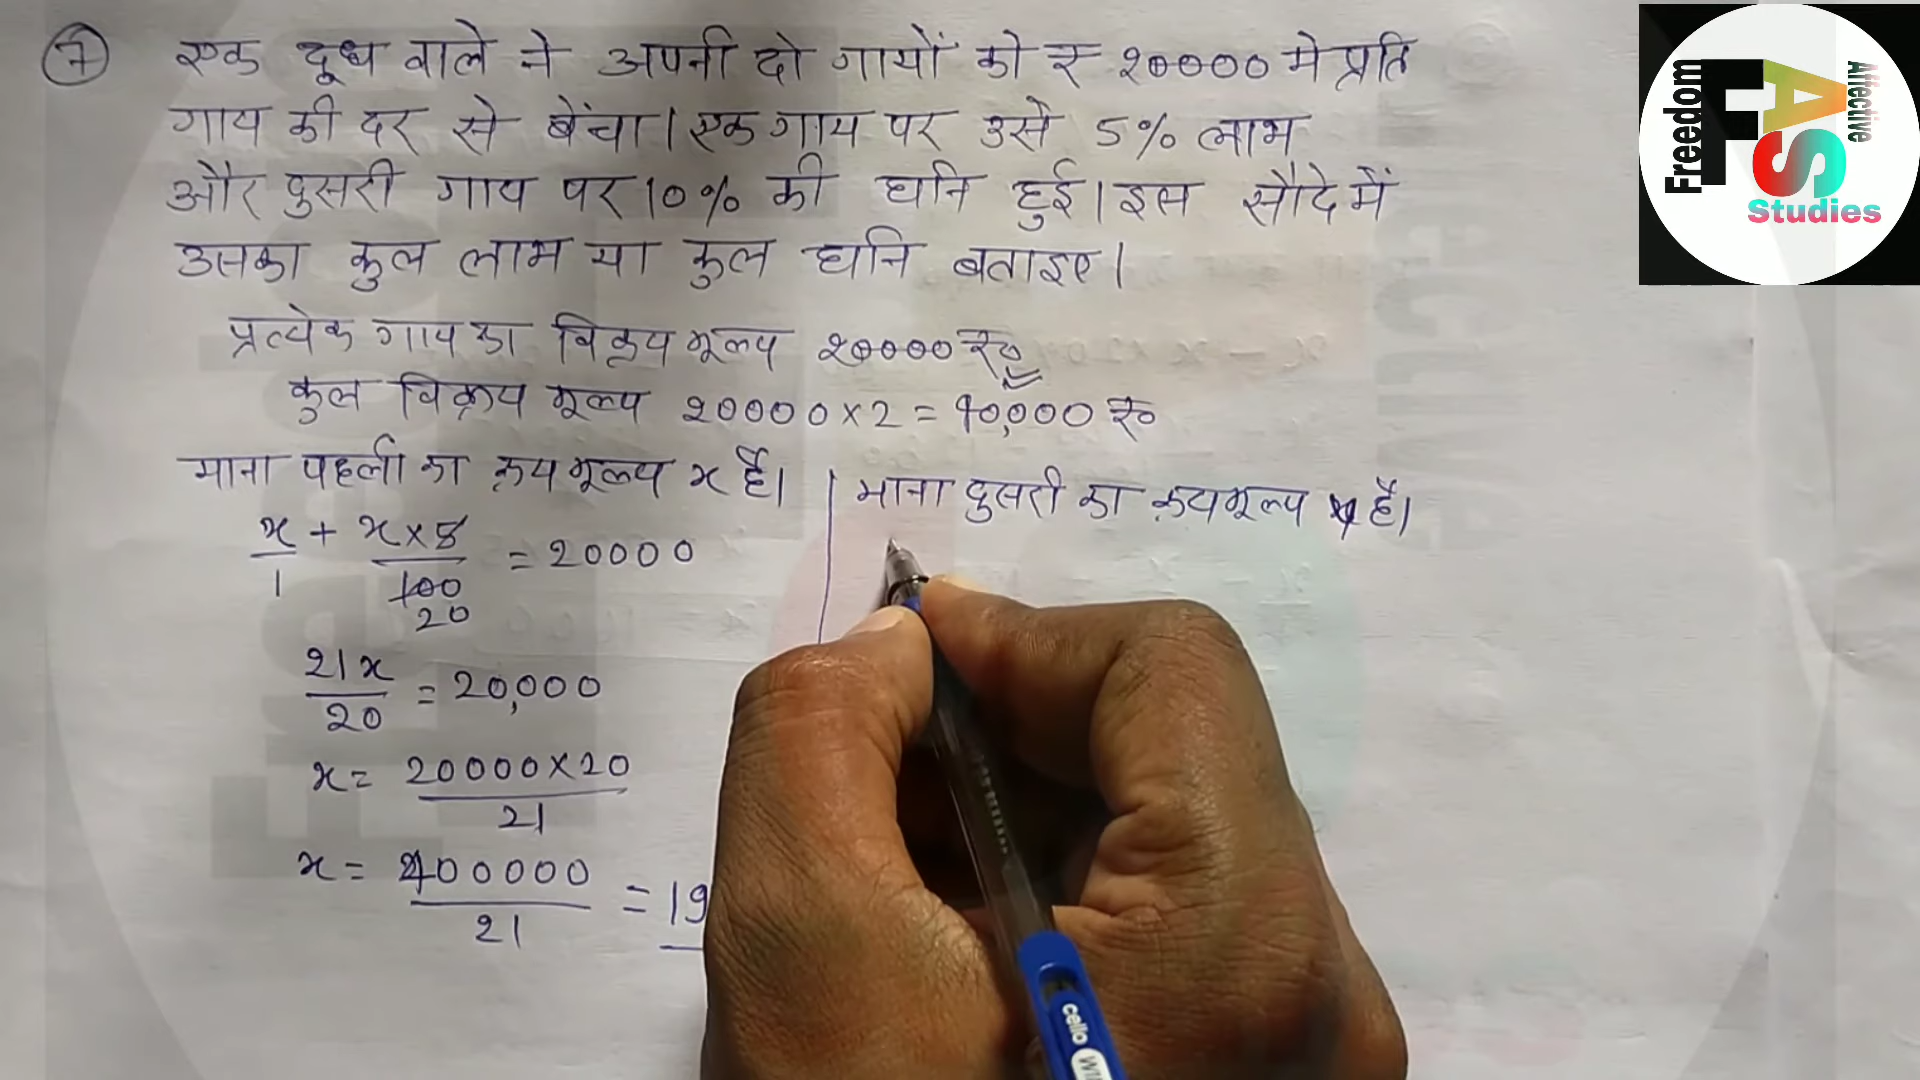 7 एक दूध वाले ने अपनी दो गायों को ₹ 20000 मे प्रति
गाय की दर से बेंचा। एक गाय पर उसे 5% लाभ
और दुसरी गाय पर 10% की हानि हुई। इस सौदे में
उसका कुल लाभ या कुल हानि बताइए।
प्रत्येक गाय का विक्रय मूल्य 20000 रु०
कुल विक्रय मूल्य 20000 × 2 = 40,000 रु०
माना पहली का क्रय मूल्य x है।
x/1 + x × 5/100 = 20000
20
21x/20 = 20,000
x = 20000 × 20/21
x = 400000/21 = 19
माना दुसरी का क्रयमूल्य y है।
Freedom
F
AS
Affective
Studies
cello